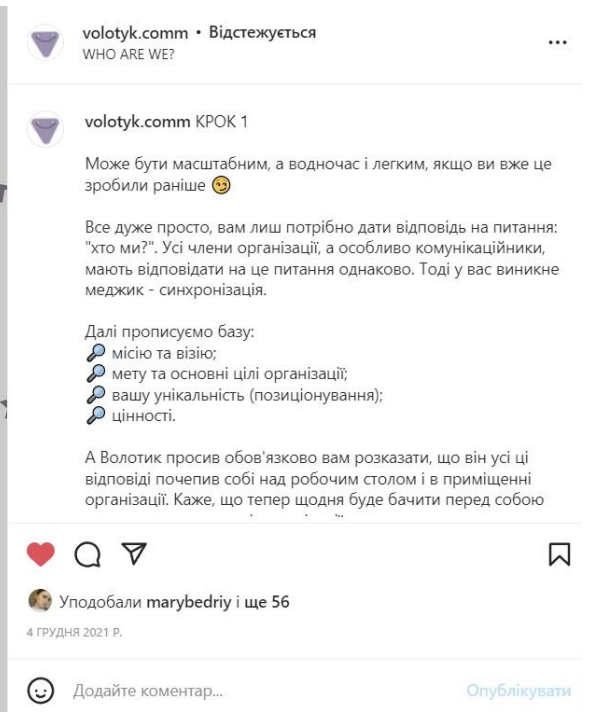 volotyk.comm • Відстежується
WHO ARE WE?
volotyk.comm КРОК 1
Може бути масштабним, а водночас і легким, якщо ви вже це
зробили раніше 😏
Все дуже просто, вам лиш потрібно дати відповідь на питання:
"хто ми?". Усі члени організації, а особливо комунікаційники,
мають відповідати на це питання однаково. Тоді у вас виникне
меджик - синхронізація.
Далі прописуємо базу:
🔎 місію та візію;
🔎 мету та основні цілі організації;
🔎 вашу унікальність (позиціонування);
🔎 цінності.
А Волотик просив обов'язково вам розказати, що він усі ці
відповіді почепив собі над робочим столом і в приміщенні
організації. Каже, що тепер щодня буде бачити перед собою
Уподобали marybedriy і ще 56
4 ГРУДНЯ 2021 Р.
Додайте коментар...
Опублікувати